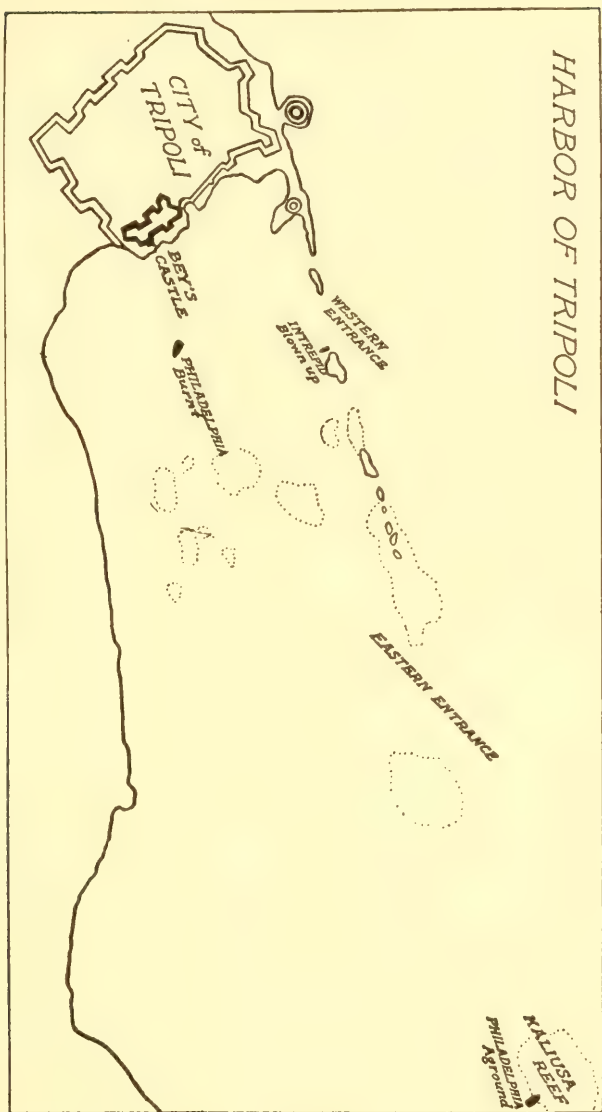 HARBOR OF TRIPOLI
CITY of
TRIPOLI
BEY'S
CASTLE
WESTERN
ENTRANCE
INTREPID
Blown up
PHILADELPHIA
Burnt
EASTERN ENTRANCE
KALIUSA
REEF
PHILADELPHIA
Aground